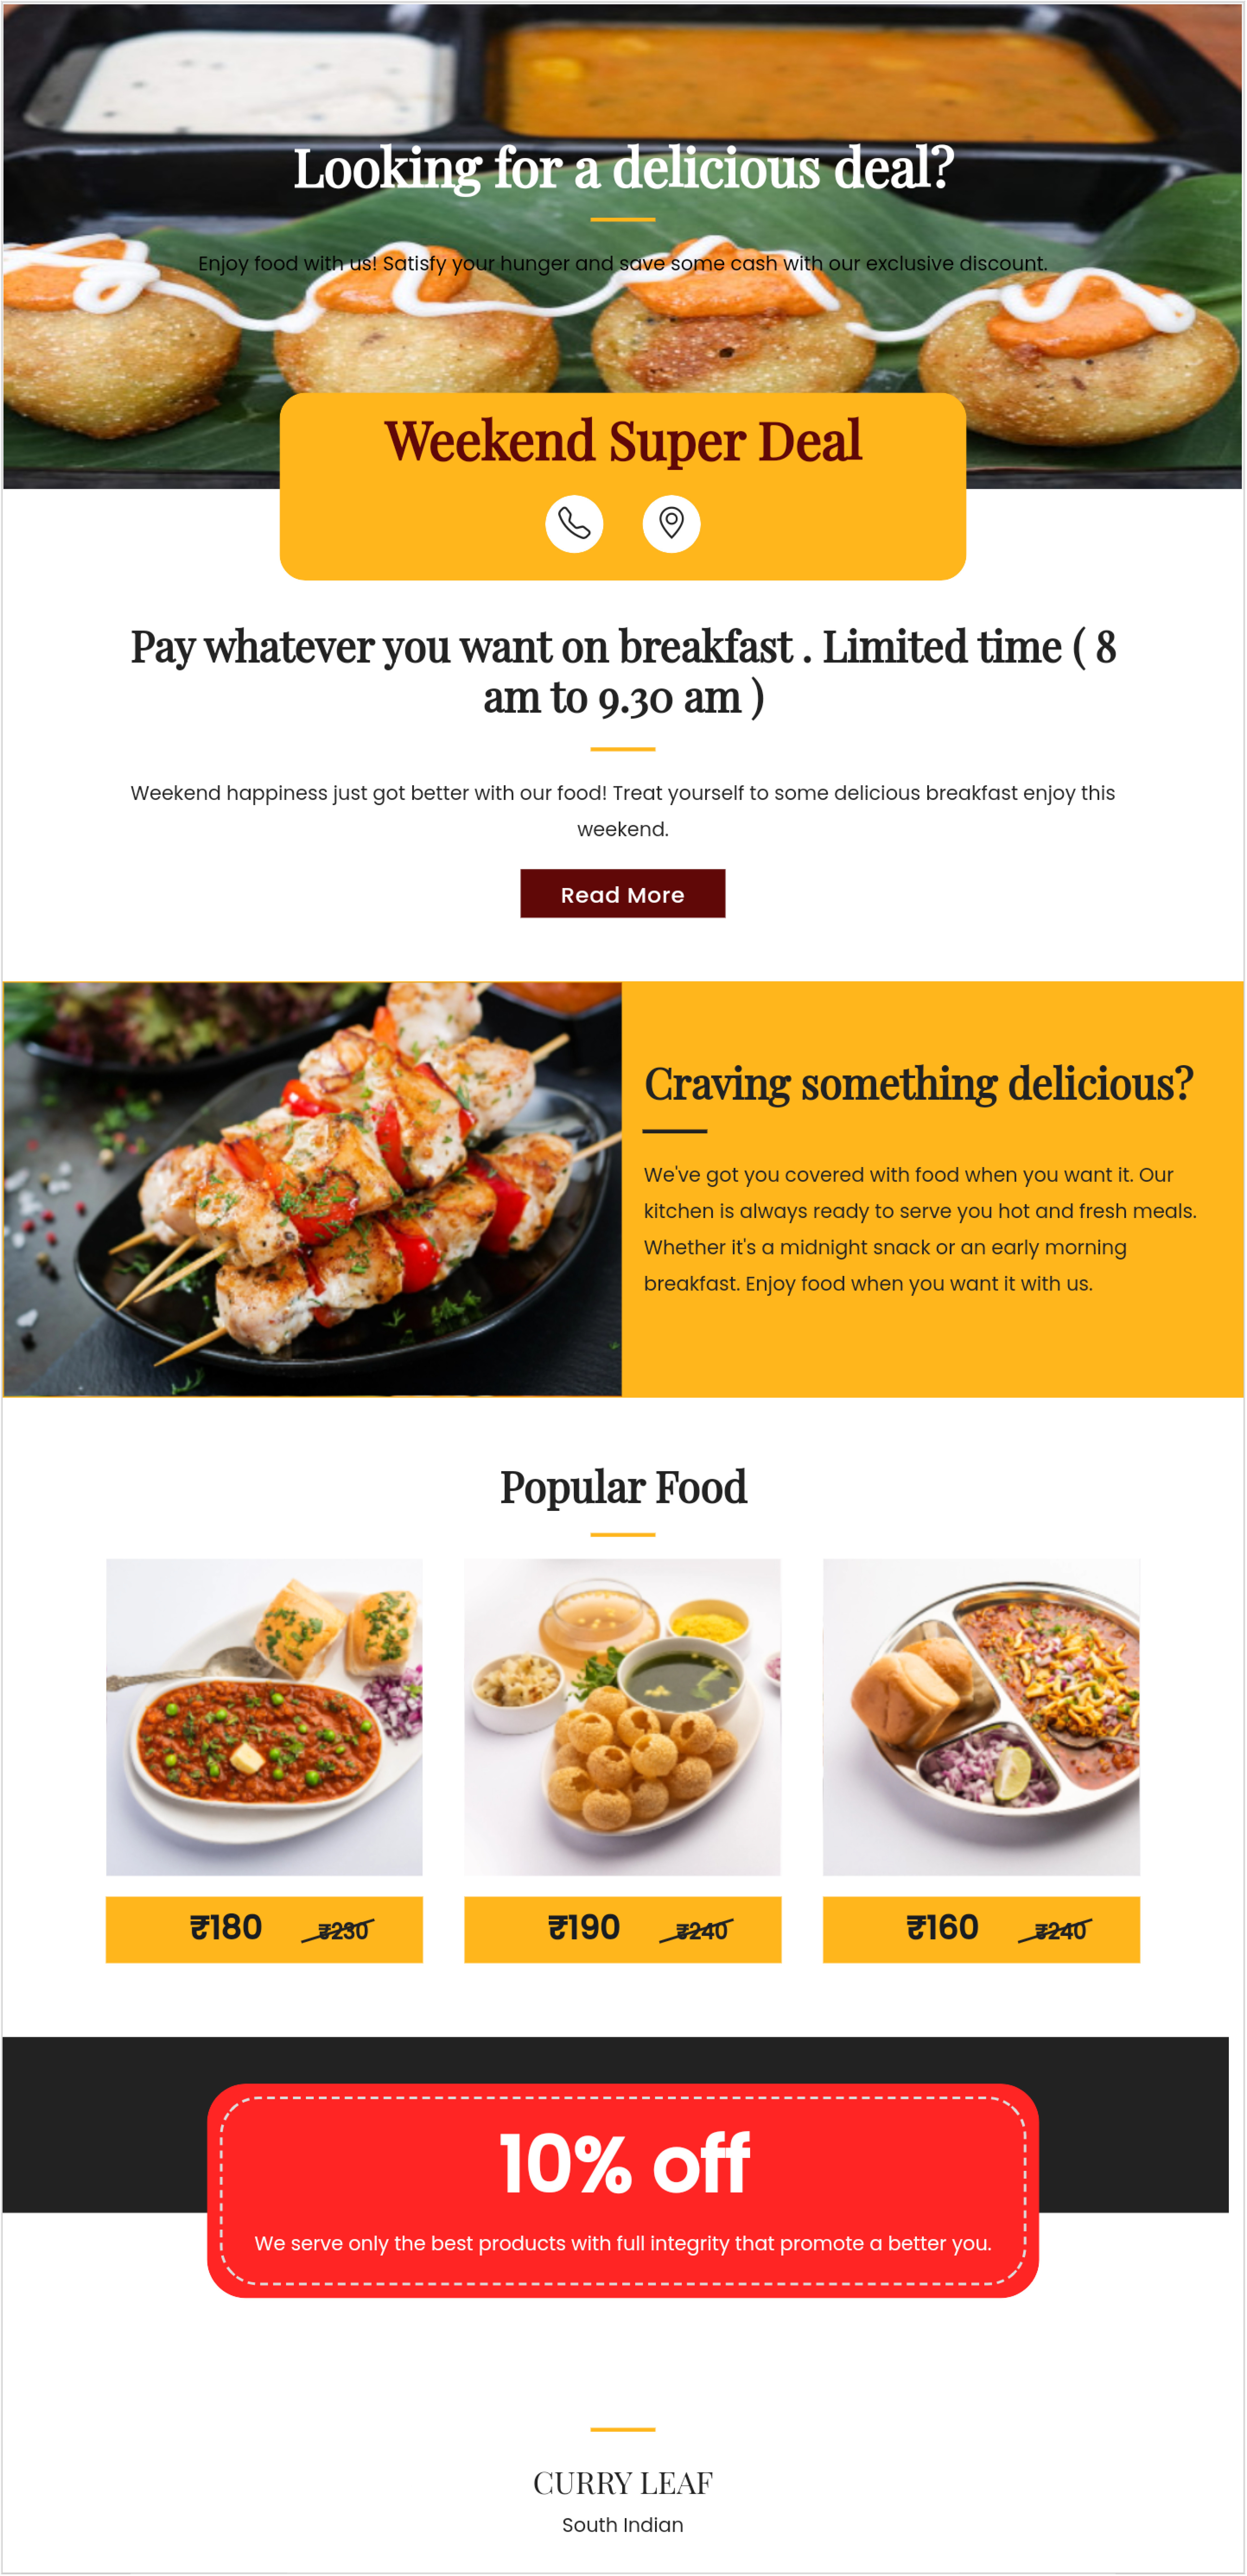 Looking for a delicious deal?
Enjoy food with us! Satisfy your hunger and save some cash with our exclusive discount.
Weekend Super Deal
Pay whatever you want on breakfast . Limited time ( 8
am to 9.30 am )
Weekend happiness just got better with our food! Treat yourself to some delicious breakfast enjoy this
weekend.
Read More
Craving something delicious?
We've got you covered with food when you want it. Our
kitchen is always ready to serve you hot and fresh meals.
Whether it's a midnight snack or an early morning
breakfast. Enjoy food when you want it with us.
Popular Food
₹180 ₹230
₹190 ₹240
₹160 ₹240
10% off
We serve only the best products with full integrity that promote a better you.
CURRY LEAF
South Indian